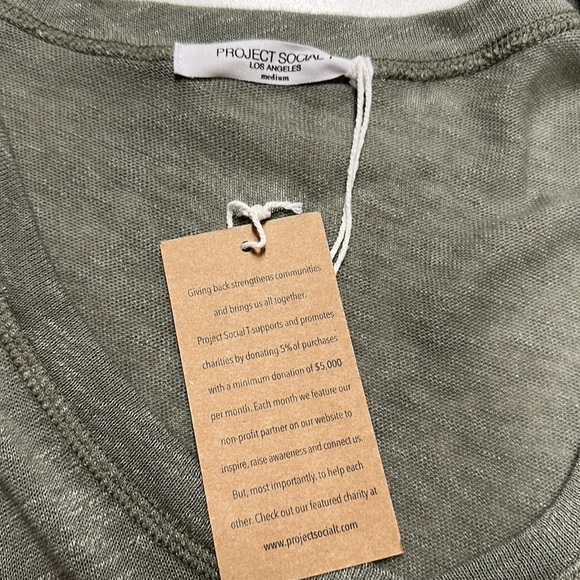 PROJECT SOCIAL T
LOS ANGELES
medium
Giving back strengthens communities
and brings us all together.
Project Social T supports and promotes
charities by donating 5% of purchases
with a minimum donation of $5,000
per month. Each month we feature our
non-profit partner on our website to
inspire, raise awareness and connect us.
But, most importantly, to help each
other. Check out our featured charity at
www.projectsocialt.com